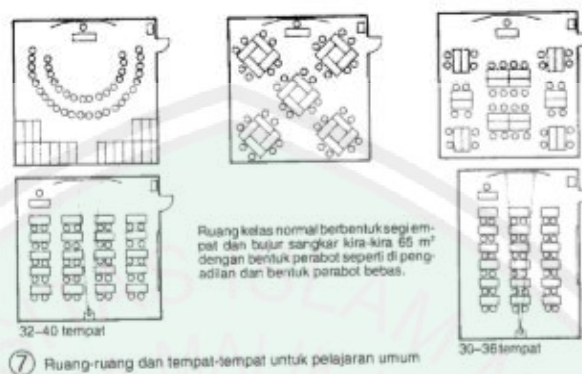 Ruang kelas normal berbentuk segi em-
pat dan bujur sangkar kira-kira 65 m²
dengan bentuk perabot seperti di peng-
adilan dan bentuk perabot bebas.
32–40 tempat
30–36 tempat
7 Ruang-ruang dan tempat-tempat untuk pelajaran umum